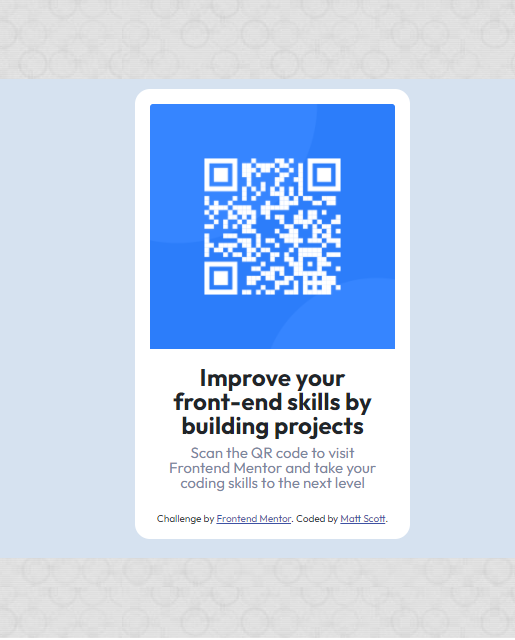 Improve your
front-end skills by
building projects
Scan the QR code to visit
Frontend Mentor and take your
coding skills to the next level
Challenge by Frontend Mentor. Coded by Matt Scott.